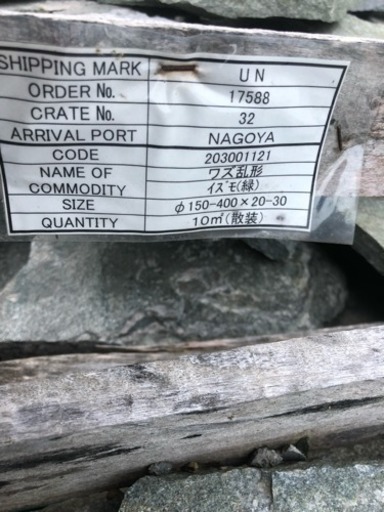 SHIPPING MARK UN
ORDER No. 17588
CRATE No. 32
ARRIVAL PORT NAGOYA
CODE 203001121
NAME OF COMMODITY ワズ乱形
イズモ(緑)
SIZE φ150-400×20-30
QUANTITY 10㎡(散装)